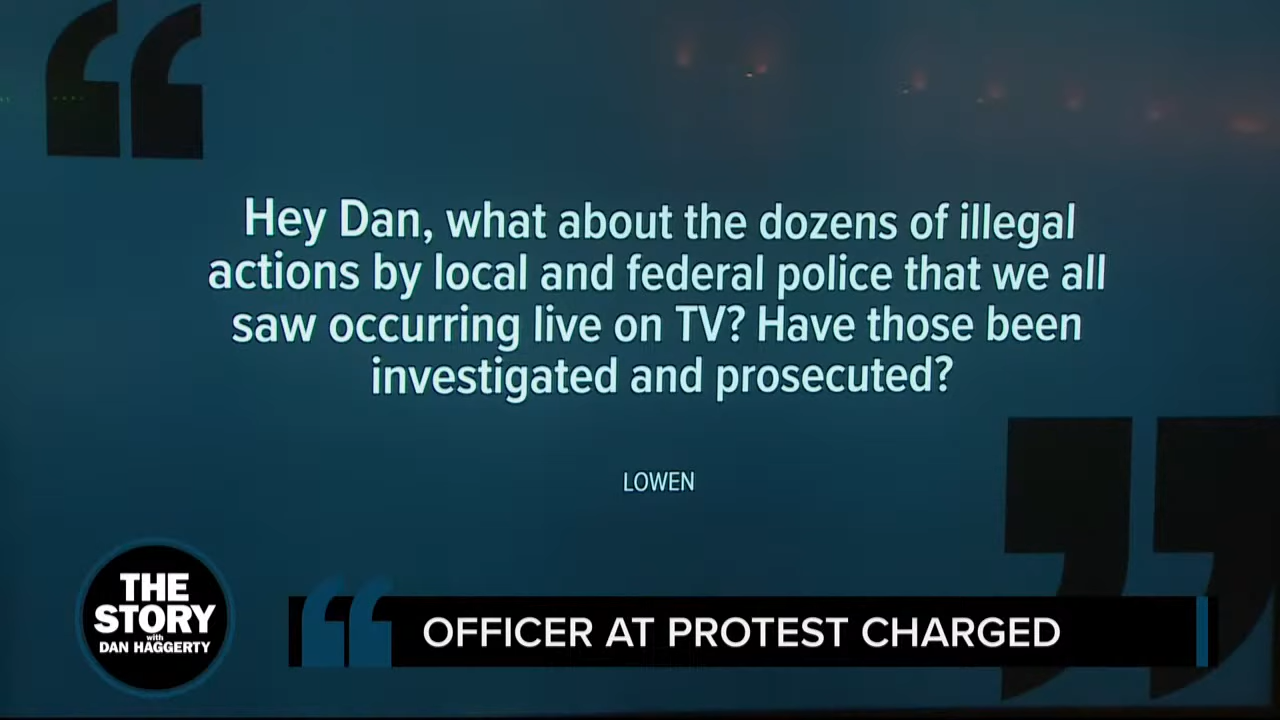 Hey Dan, what about the dozens of illegal
actions by local and federal police that we all
saw occurring live on TV? Have those been
investigated and prosecuted?
LOWEN
THE
STORY
with
DAN HAGGERTY
OFFICER AT PROTEST CHARGED